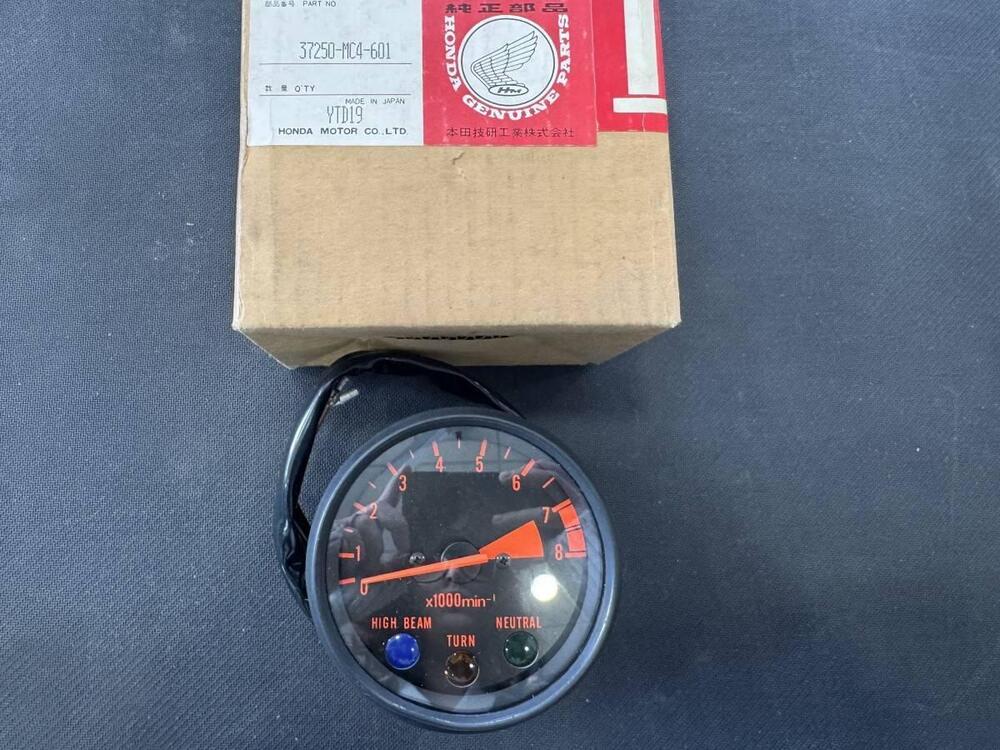 部品番号 PART NO
37250-MC4-601
数量 Q'TY
MADE IN JAPAN
YTD19
HONDA MOTOR CO.,LTD.
純正部品
HONDA GENUINE PARTS
HM
本田技研工業株式会社
0
1
2
3
4
5
6
7
8
x1000min⁻¹
HIGH BEAM
TURN
NEUTRAL